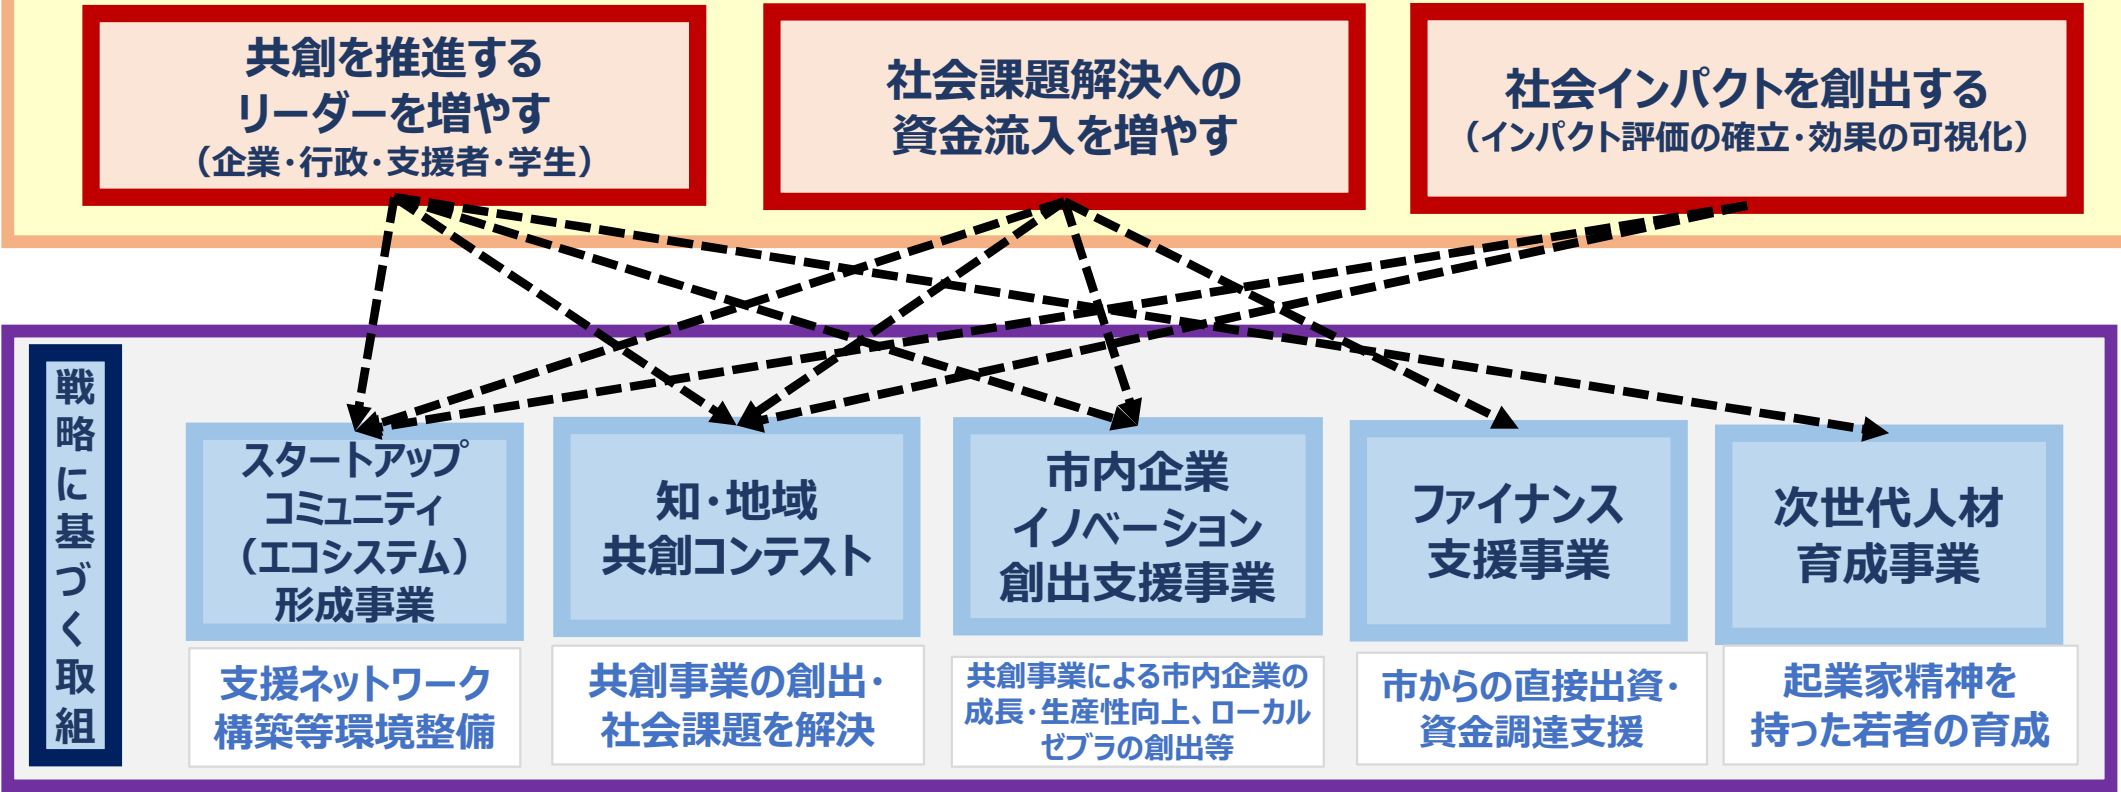 共創を推進する
リーダーを増やす
（企業・行政・支援者・学生）
社会課題解決への
資金流入を増やす
社会インパクトを創出する
（インパクト評価の確立・効果の可視化）
戦略に基づく取組
スタートアップ
コミュニティ
（エコシステム）
形成事業
知・地域
共創コンテスト
市内企業
イノベーション
創出支援事業
ファイナンス
支援事業
次世代人材
育成事業
支援ネットワーク
構築等環境整備
共創事業の創出・
社会課題を解決
共創事業による市内企業の
成長・生産性向上、ローカル
ゼブラの創出等
市からの直接出資・
資金調達支援
起業家精神を
持った若者の育成